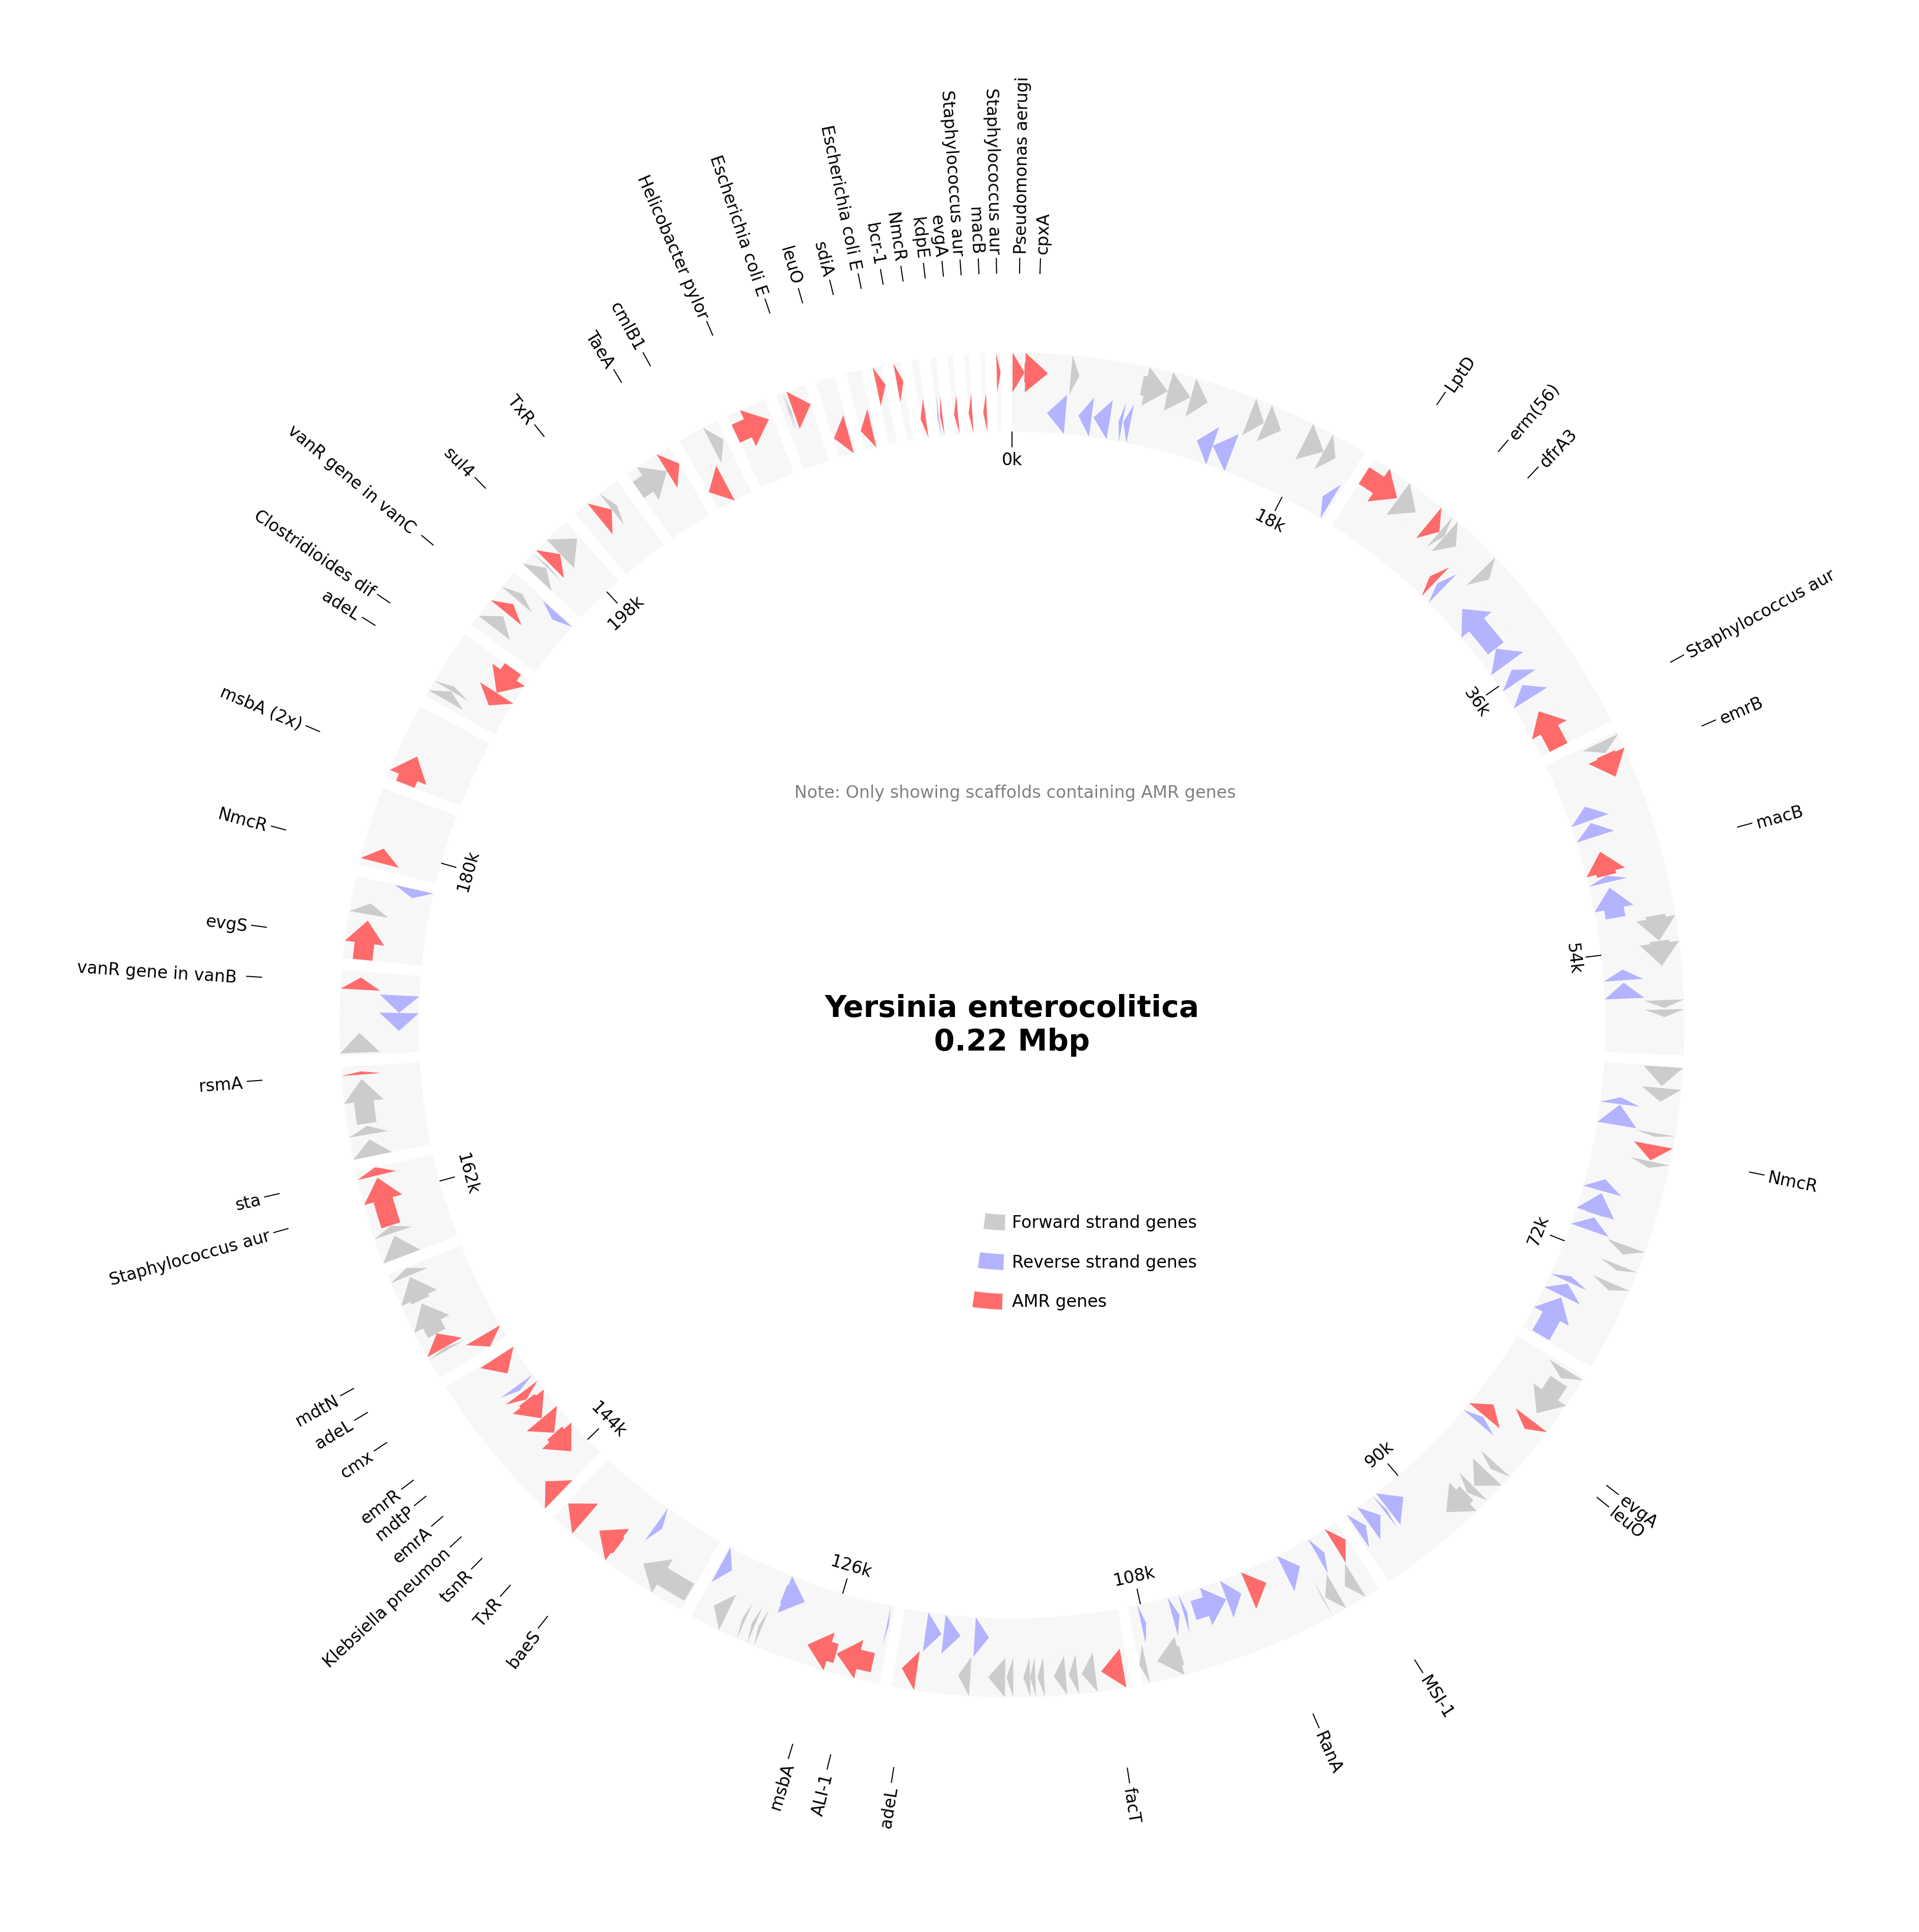 Pseudomonas aerugi
cpxA
LptD
erm(56)
dfrA3
Staphylococcus aur
emrB
macB
NmcR
evgA
leuO
MSI-1
RanA
facT
adeL
ALI-1
msbA
baeS
TxR
tsnR
Klebsiella pneumon
emrA
mdtP
emrR
cmx
adeL
mdtN
Staphylococcus aur
sta
rsmA
vanR gene in vanB
evgS
NmcR
msbA (2x)
adeL
Clostridioides dif
vanR gene in vanC
sul4
TxR
TaeA
cmlB1
Helicobacter pylor
Escherichia coli E
leuO
sdiA
Escherichia coli E
bcr-1
NmcR
kdpE
evgA
Staphylococcus aur
macB
Staphylococcus aur
0k
18k
36k
54k
72k
90k
108k
126k
144k
162k
180k
198k
Note: Only showing scaffolds containing AMR genes
Yersinia enterocolitica
0.22 Mbp
Forward strand genes
Reverse strand genes
AMR genes